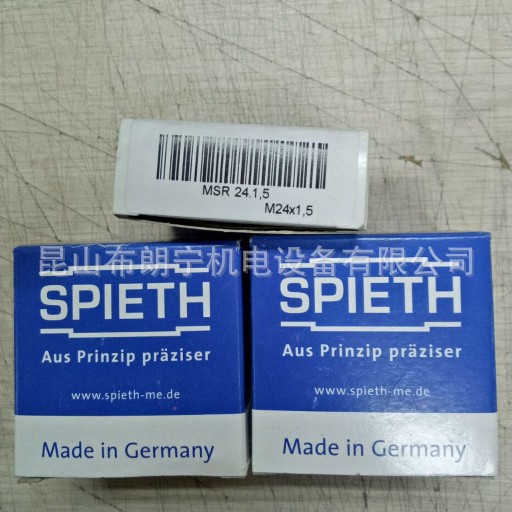 MSR 24.1,5
M24x1,5
昆山布朗宁机电设备有限公司
SPIETH
Aus Prinzip präziser
www.spieth-me.de
Made in Germany
SPIETH
Aus Prinzip präziser
www.spieth-me.de
Made in Germany